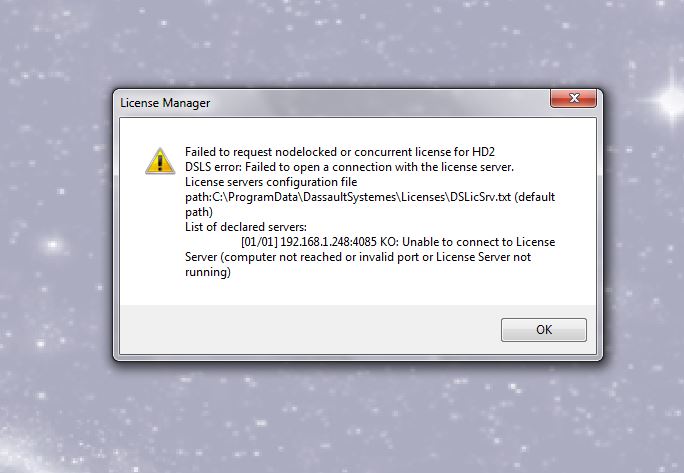 License Manager
Failed to request nodelocked or concurrent license for HD2
DSLS error: Failed to open a connection with the license server.
License servers configuration file
path:C:\ProgramData\DassaultSystemes\Licenses\DSLicSrv.txt (default
path)
List of declared servers:
[01/01] 192.168.1.248:4085 KO: Unable to connect to License
Server (computer not reached or invalid port or License Server not
running)
OK